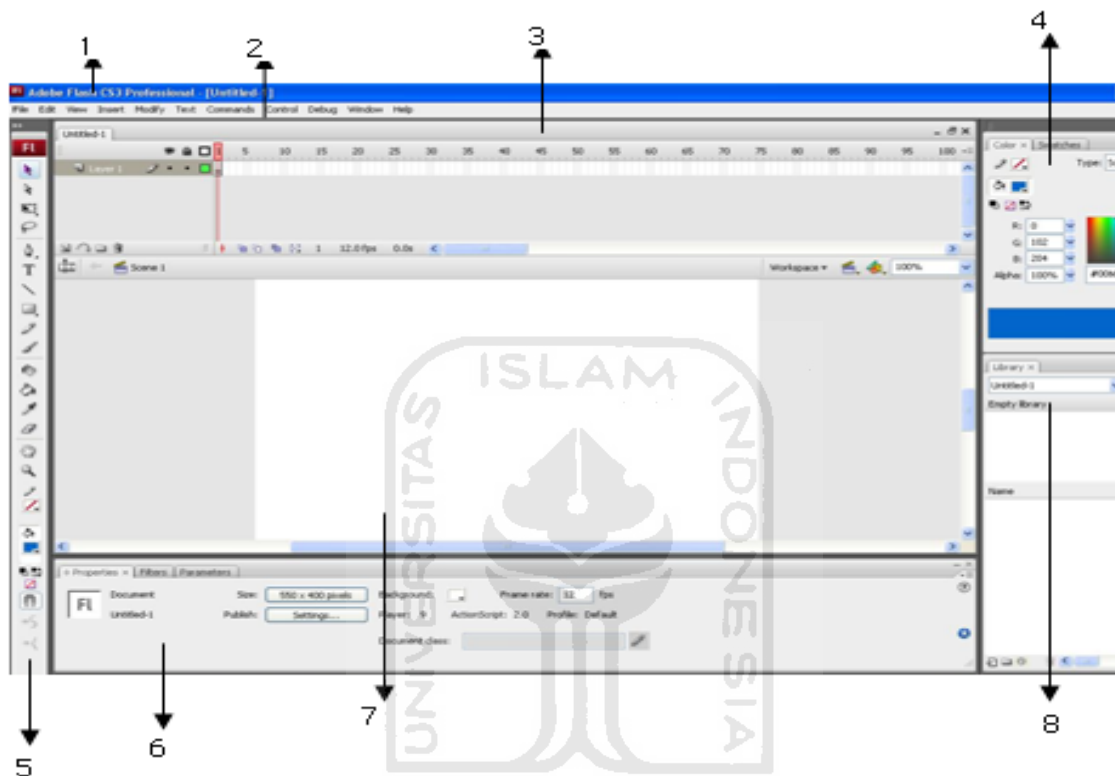 1 2 3 4
Adobe Flash CS3 Professional - [Untitled-1]
File Edit View Insert Modify Text Commands Control Debug Window Help
Untitled-1
Fl
1 5 10 15 20 25 30 35 40 45 50 55 60 65 70 75 80 85 90 95 100
Layer 1
1 12.0 fps 0.0s
Scene 1
Workspace 100%
Color Swatches
Type:
R: 0
G: 102
B: 204
Alpha: 100%
Library
Untitled-1
Empty library
Name
Properties Filters Parameters
Fl
Document
Untitled-1
Size: 550 x 400 pixels Background: Frame rate: 12 fps
Publish: Settings... Player: 9 ActionScript: 2.0 Profile: Default
Document class:
UNIVERSITAS
ISLAM
INDONESIA
5 6 7 8